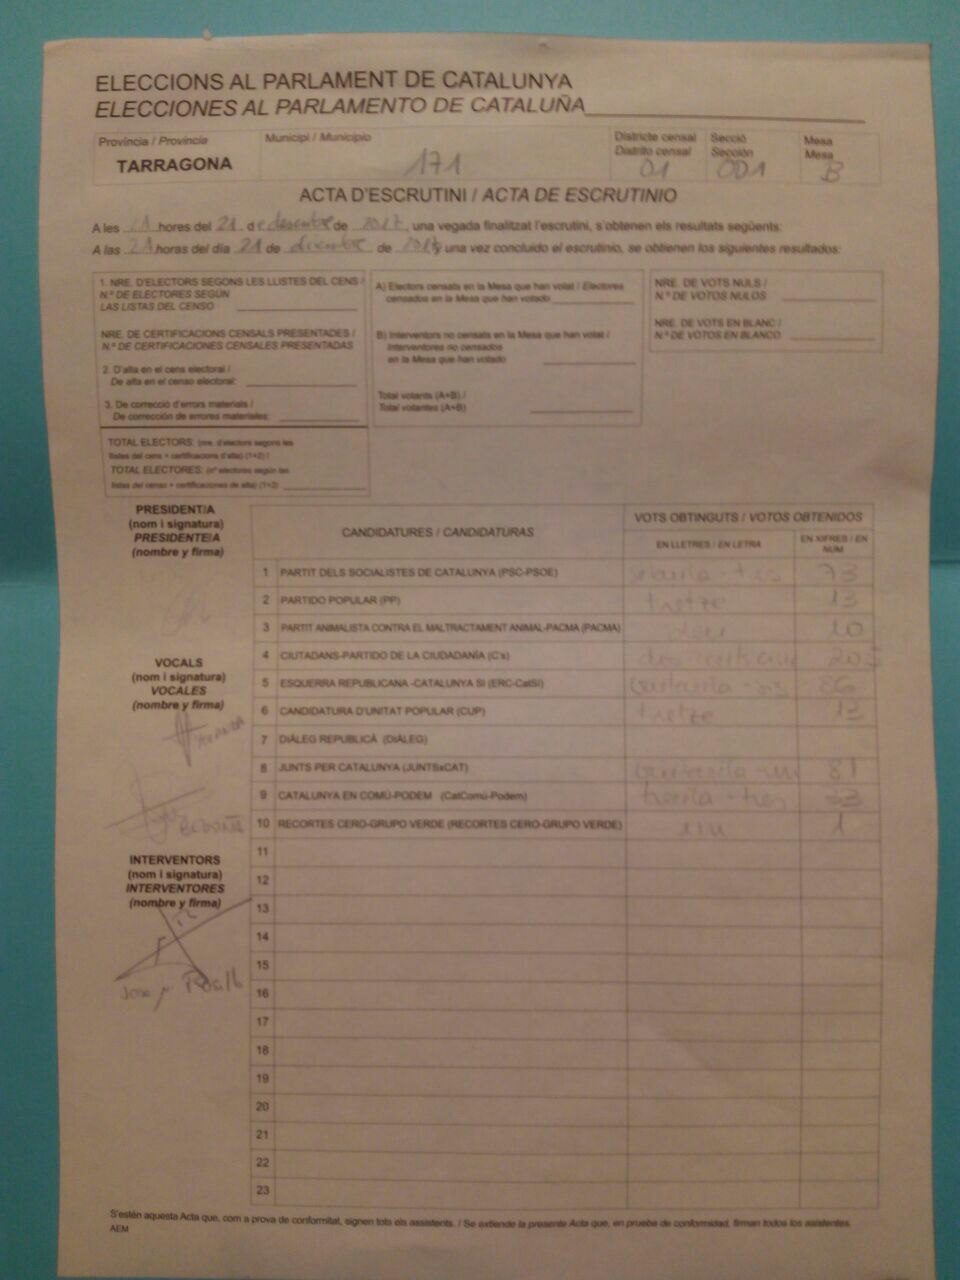 ELECCIONS AL PARLAMENT DE CATALUNYA
ELECCIONES AL PARLAMENTO DE CATALUÑA
Província / Provincia
TARRAGONA
Municipi / Municipio
171
Districte censal
Distrito censal
01
Secció
Sección
001
Mesa
Mesa
B
ACTA D'ESCRUTINI / ACTA DE ESCRUTINIO
A les 21 hores del 21 de desembre de 2017, una vegada finalitzat l'escrutini, s'obtenen els resultats següents:
A las 21 horas del día 21 de diciembre de 2017, una vez concluido el escrutinio, se obtienen los siguientes resultados:
1. NRE. D'ELECTORS SEGONS LES LLISTES DEL CENS /
N.º DE ELECTORES SEGÚN
LAS LISTAS DEL CENSO
NRE. DE CERTIFICACIONS CENSALS PRESENTADES /
N.º DE CERTIFICACIONES CENSALES PRESENTADAS
2. D'alta en el cens electoral /
De alta en el censo electoral:
3. De correcció d'errors materials /
De corrección de errores materiales:
TOTAL ELECTORS: (nre. d'electors segons les
llistes del cens + certificacions d'alta) (1+2) /
TOTAL ELECTORES: (nº electores según las
listas del censo + certificaciones de alta) (1+2)
A) Electors censats en la Mesa que han votat / Electores
censados en la Mesa que han votado
B) Interventors no censats en la Mesa que han votat /
Interventores no censados
en la Mesa que han votado
Total votants (A+B) /
Total votantes (A+B)
NRE. DE VOTS NULS /
N.º DE VOTOS NULOS
NRE. DE VOTS EN BLANC /
N.º DE VOTOS EN BLANCO
PRESIDENT/A
(nom i signatura)
PRESIDENTE/A
(nombre y firma)
VOCALS
(nom i signatura)
VOCALES
(nombre y firma)
INTERVENTORS
(nom i signatura)
INTERVENTORES
(nombre y firma)
Jose
CANDIDATURES / CANDIDATURAS
VOTS OBTINGUTS / VOTOS OBTENIDOS
EN LLETRES / EN LETRA
EN XIFRES / EN NÚM
1 PARTIT DELS SOCIALISTES DE CATALUNYA (PSC-PSOE) setanta-tres 73
2 PARTIDO POPULAR (PP) tretze 13
3 PARTIT ANIMALISTA CONTRA EL MALTRACTAMENT ANIMAL-PACMA (PACMA) deu 10
4 CIUTADANS-PARTIDO DE LA CIUDADANÍA (C's) dos-cents cinc 205
5 ESQUERRA REPUBLICANA -CATALUNYA SI (ERC-CatSI) vuitanta-sis 86
6 CANDIDATURA D'UNITAT POPULAR (CUP) tretze 13
7 DIÀLEG REPUBLICÀ (DIÀLEG)
8 JUNTS PER CATALUNYA (JUNTSxCAT) vuitanta-un 81
9 CATALUNYA EN COMÚ-PODEM (CatComú-Podem) trenta-tres 33
10 RECORTES CERO-GRUPO VERDE (RECORTES CERO-GRUPO VERDE) un 1
11
12
13
14
15
16
17
18
19
20
21
22
23
S'estén aquesta Acta que, com a prova de conformitat, signen tots els assistents. / Se extiende la presente Acta que, en prueba de conformidad, firman todos los asistentes
AEM